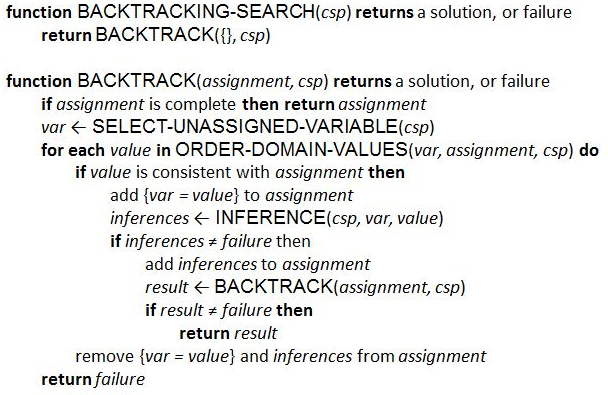 function BACKTRACKING-SEARCH(csp) returns a solution, or failure
return BACKTRACK({}, csp)
function BACKTRACK(assignment, csp) returns a solution, or failure
if assignment is complete then return assignment
var ← SELECT-UNASSIGNED-VARIABLE(csp)
for each value in ORDER-DOMAIN-VALUES(var, assignment, csp) do
if value is consistent with assignment then
add {var = value} to assignment
inferences ← INFERENCE(csp, var, value)
if inferences ≠ failure then
add inferences to assignment
result ← BACKTRACK(assignment, csp)
if result ≠ failure then
return result
remove {var = value} and inferences from assignment
return failure